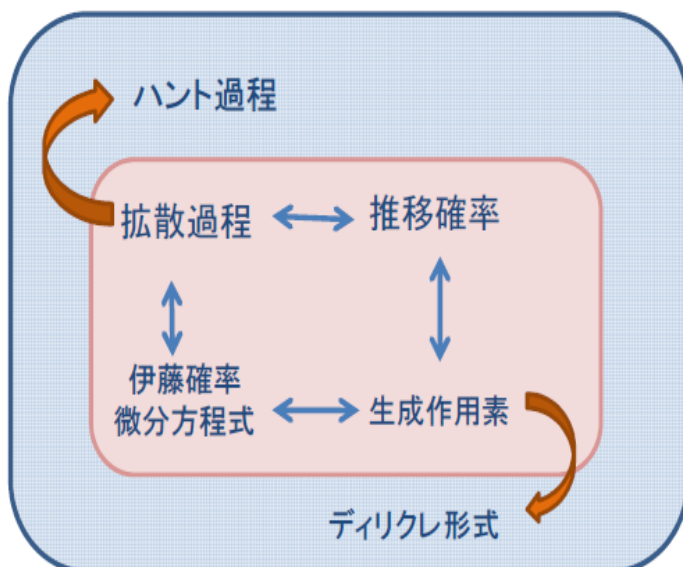 ハント過程
拡散過程
推移確率
伊藤確率
微分方程式
生成作用素
ディリクレ形式